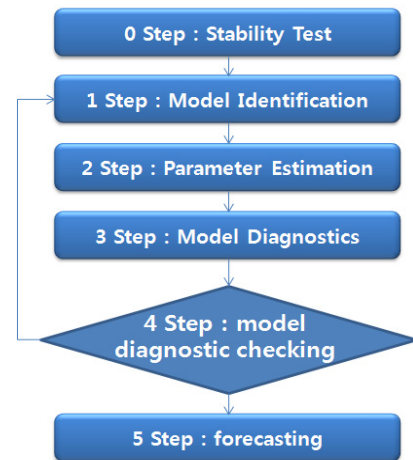 0 Step : Stability Test
1 Step : Model Identification
2 Step : Parameter Estimation
3 Step : Model Diagnostics
4 Step : model
diagnostic checking
5 Step : forecasting